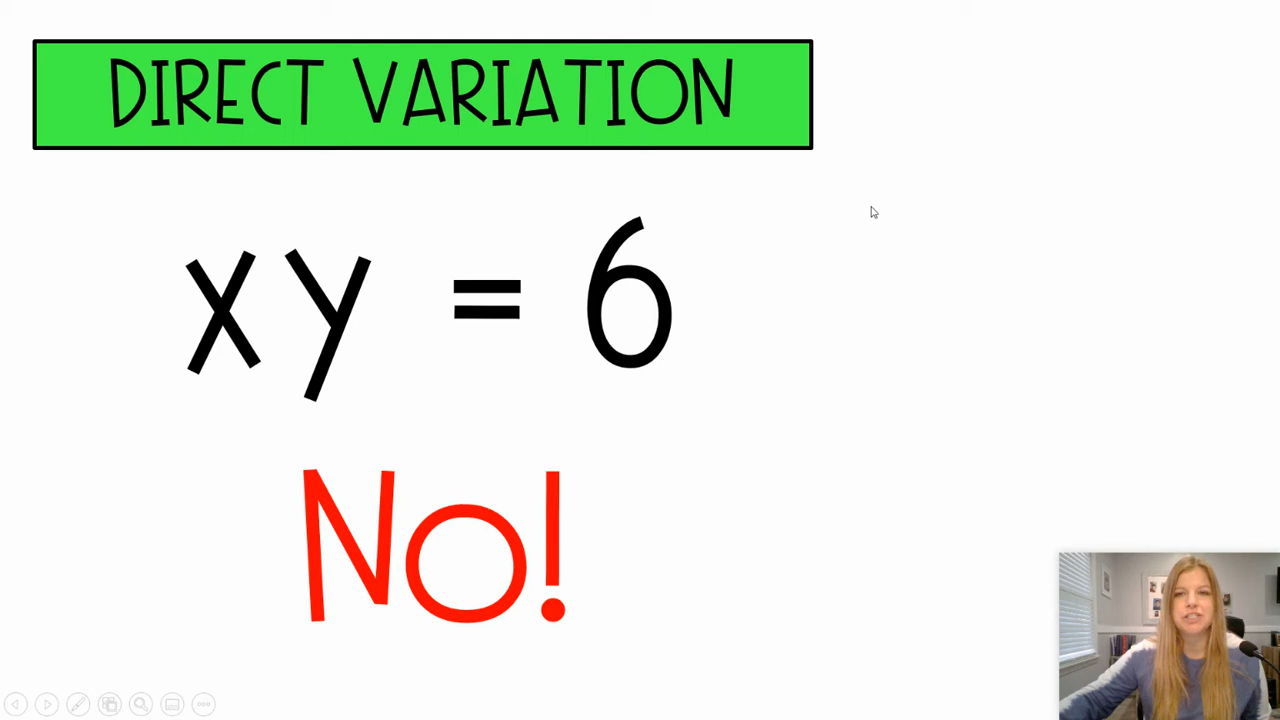 DIRECT VARIATION
xy = 6
No!